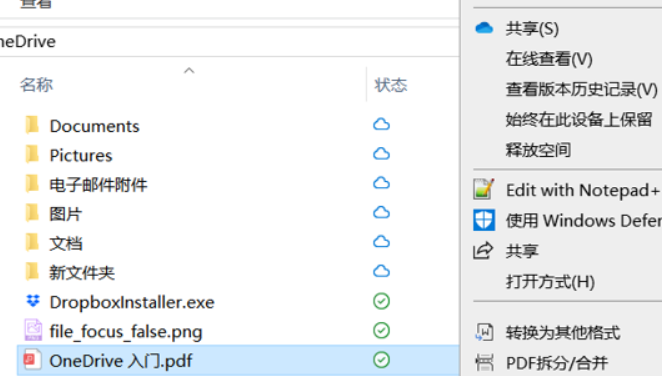 查看
neDrive
名称 状态
Documents
Pictures
电子邮件附件
图片
文档
新文件夹
DropboxInstaller.exe
file_focus_false.png
OneDrive 入门.pdf
共享(S)
在线查看(V)
查看版本历史记录(V)
始终在此设备上保留
释放空间
Edit with Notepad+
使用 Windows Defer
共享
打开方式(H)
转换为其他格式
PDF拆分/合并